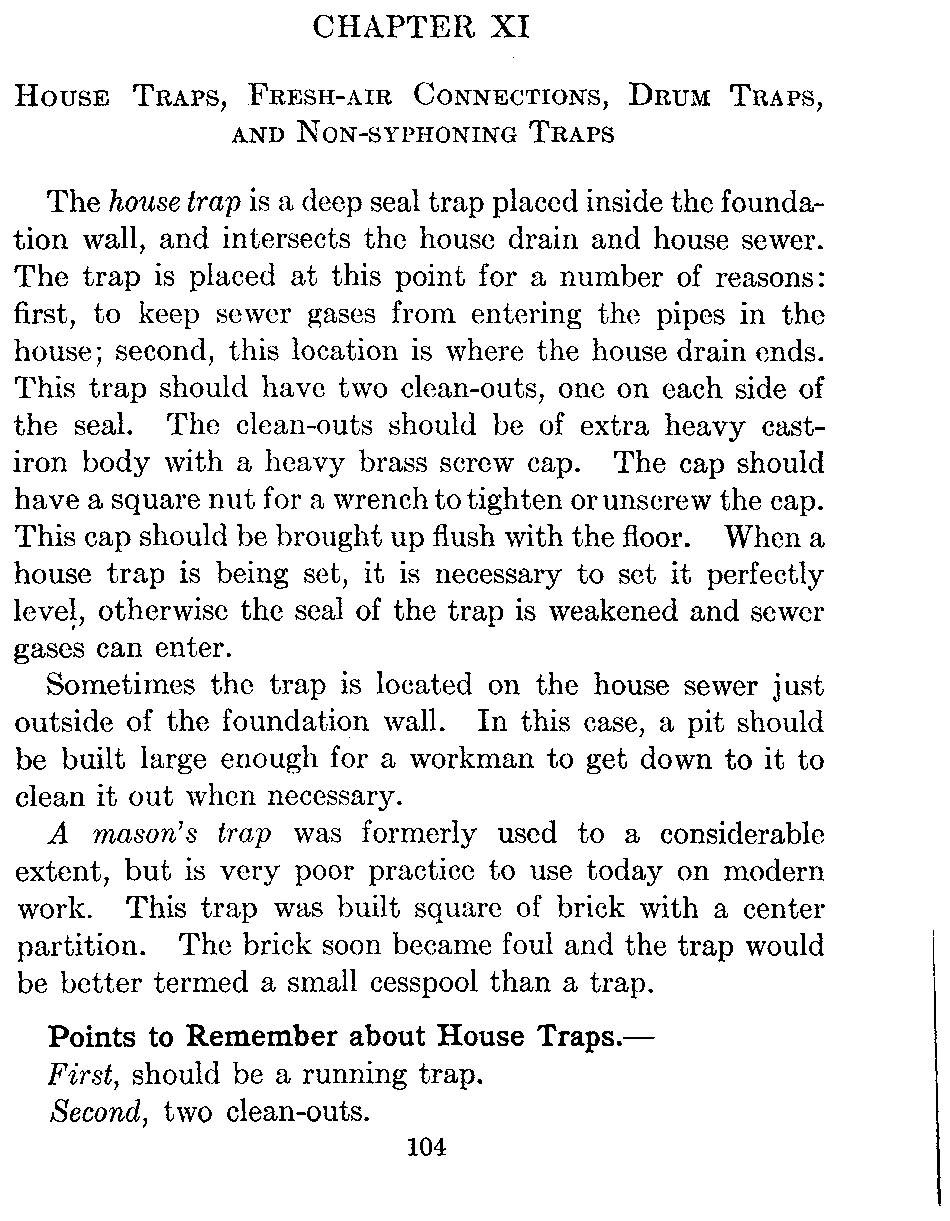 CHAPTER XI
House Traps, Fresh-air Connections, Drum Traps,
and Non-syphoning Traps
The house trap is a deep seal trap placed inside the founda-
tion wall, and intersects the house drain and house sewer.
The trap is placed at this point for a number of reasons:
first, to keep sewer gases from entering the pipes in the
house; second, this location is where the house drain ends.
This trap should have two clean-outs, one on each side of
the seal. The clean-outs should be of extra heavy cast-
iron body with a heavy brass screw cap. The cap should
have a square nut for a wrench to tighten or unscrew the cap.
This cap should be brought up flush with the floor. When a
house trap is being set, it is necessary to set it perfectly
level, otherwise the seal of the trap is weakened and sewer
gases can enter.
Sometimes the trap is located on the house sewer just
outside of the foundation wall. In this case, a pit should
be built large enough for a workman to get down to it to
clean it out when necessary.
A mason's trap was formerly used to a considerable
extent, but is very poor practice to use today on modern
work. This trap was built square of brick with a center
partition. The brick soon became foul and the trap would
be better termed a small cesspool than a trap.
Points to Remember about House Traps.—
First, should be a running trap.
Second, two clean-outs.
104